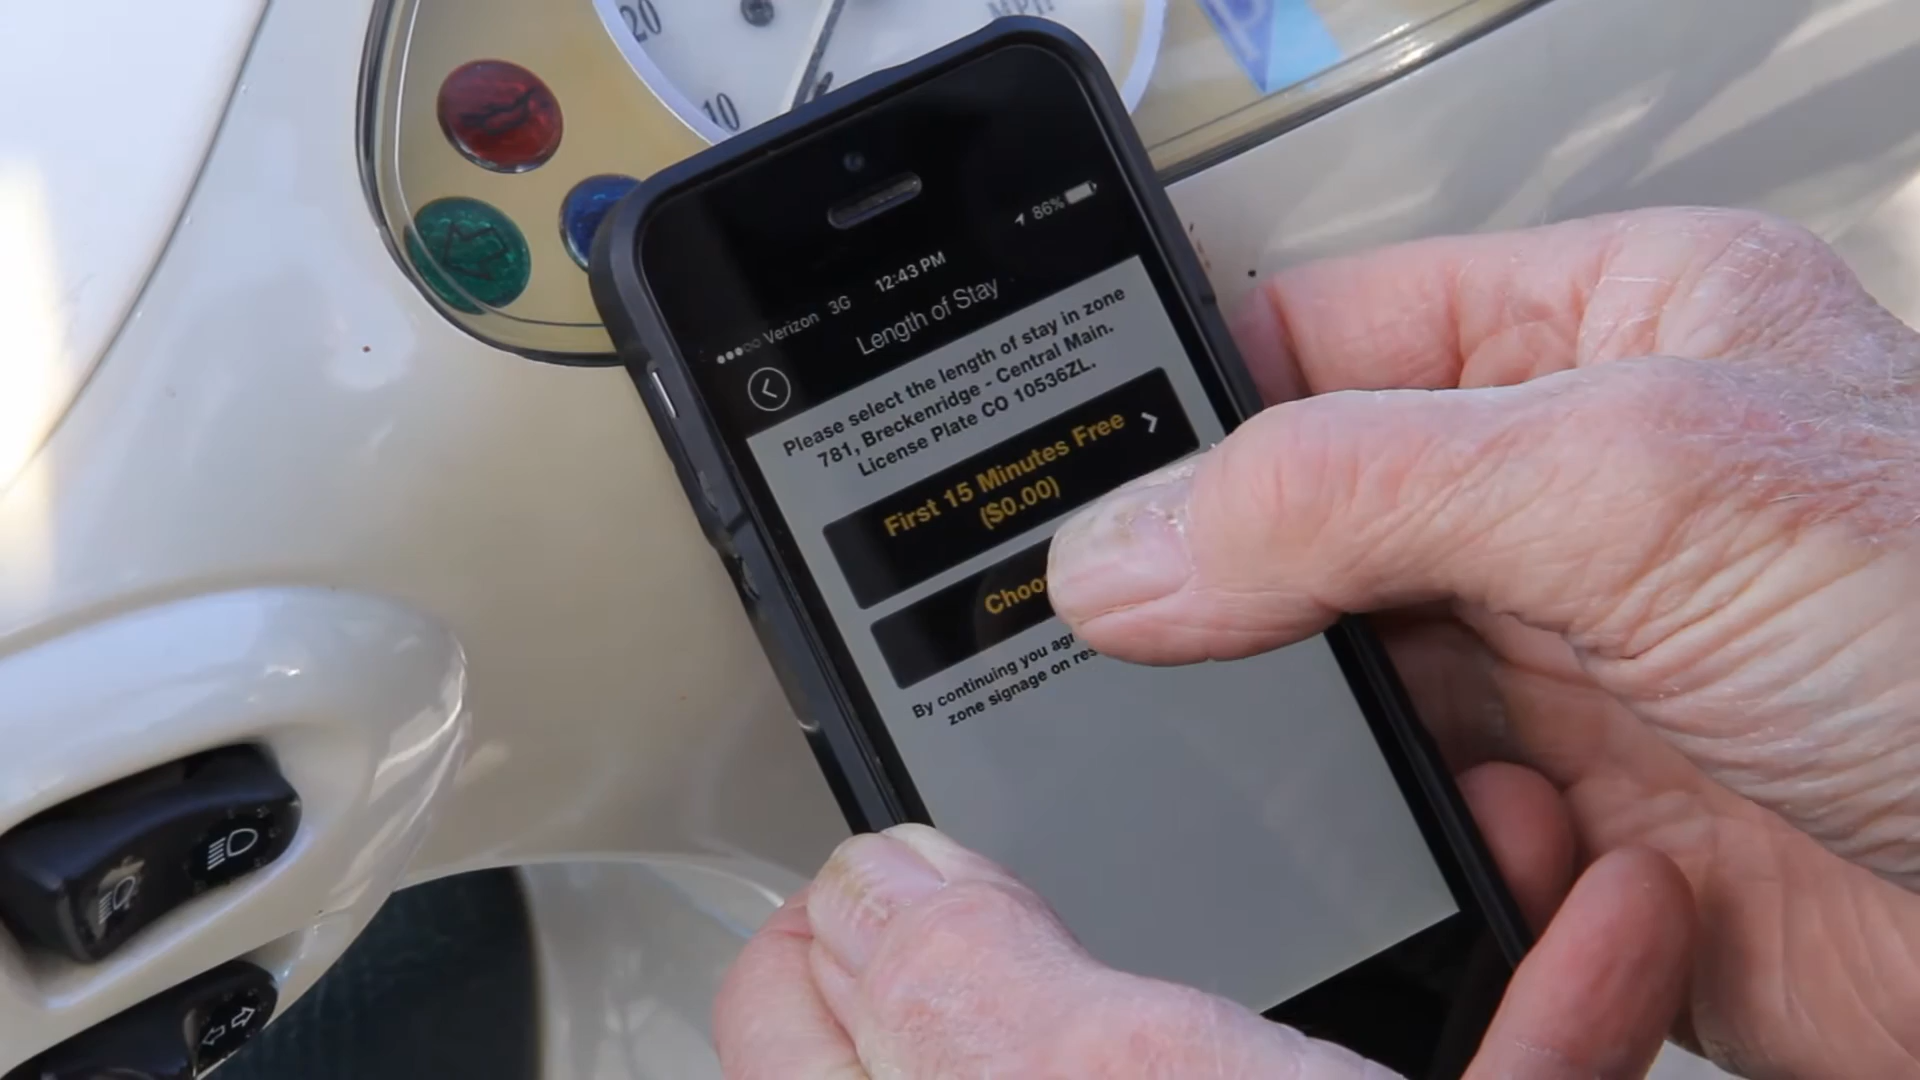 20
MPH
10
86%
Verizon 3G 12:43 PM
Length of Stay
Please select the length of stay in zone
781, Breckenridge - Central Main.
License Plate CO 10536ZL.
First 15 Minutes Free
($0.00)
By continuing you
zone signage on